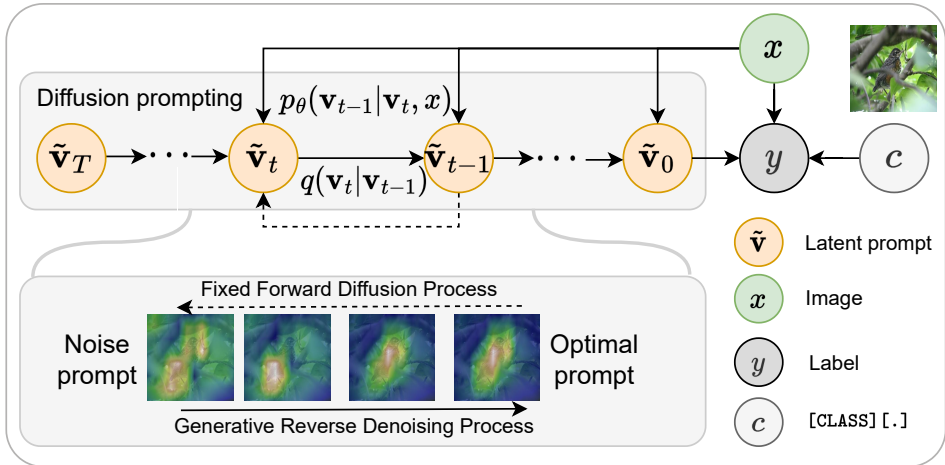 x
Diffusion prompting
p_θ(v_{t-1}|v_t, x)
ṽ_T
ṽ_t
ṽ_{t-1}
ṽ_0
y
c
q(v_t|v_{t-1})
ṽ Latent prompt
Fixed Forward Diffusion Process
x Image
Noise
prompt
Optimal
prompt
y Label
Generative Reverse Denoising Process
c [CLASS][.]